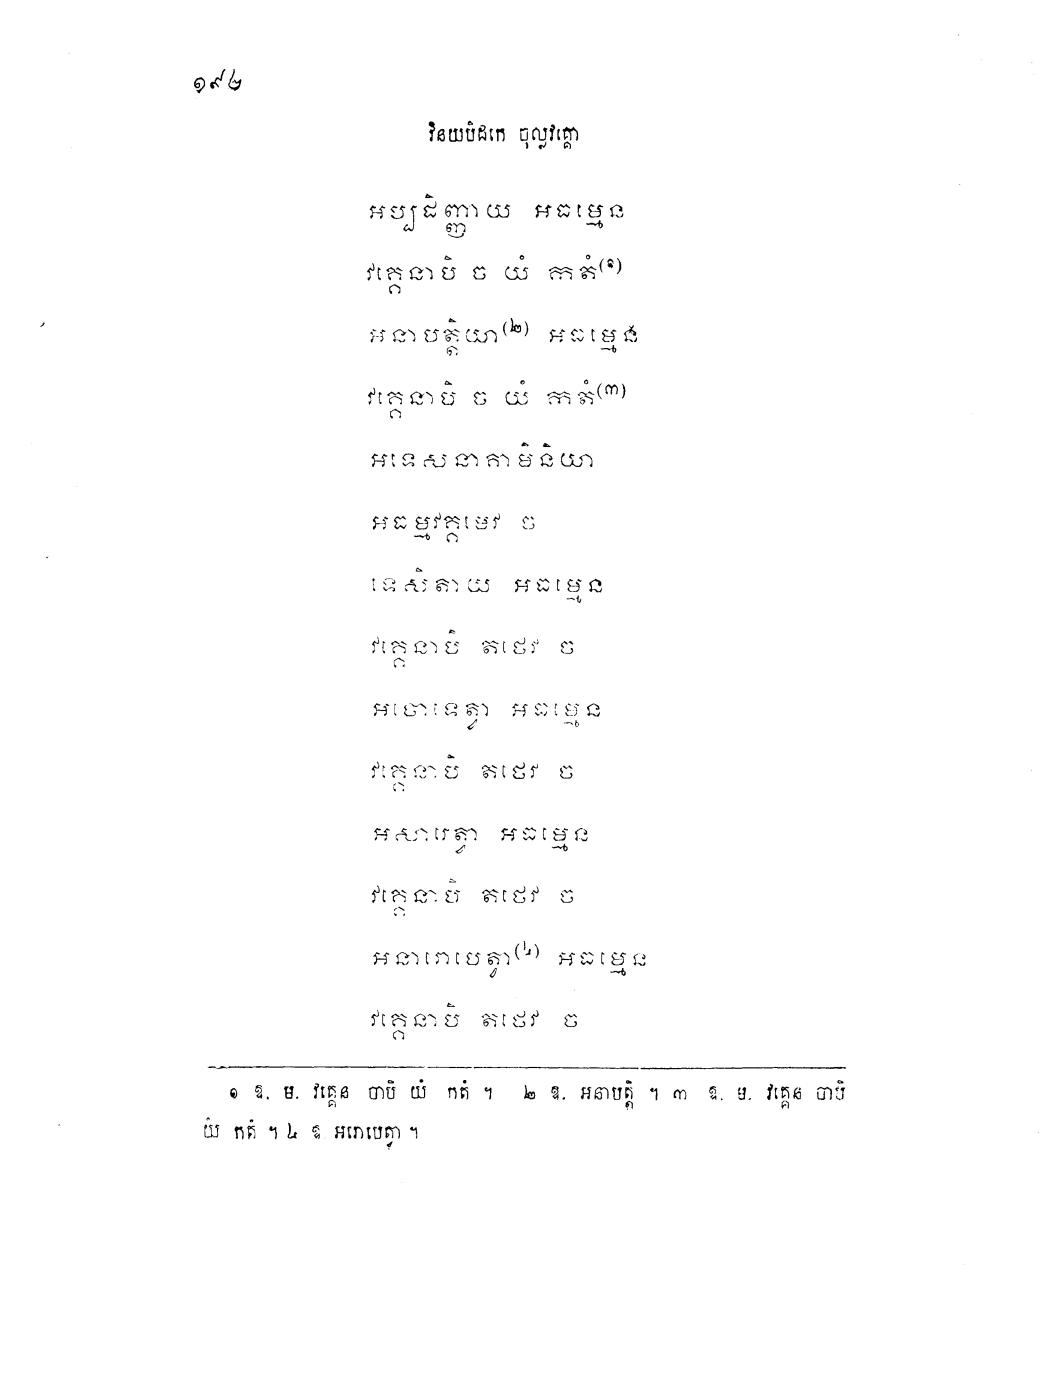 ១៩៤
វិនយបិដកេ ចុល្លវគ្គោ
អប្បដិញ្ញាយ អធម្មេន
វគ្គេនាបិ ច យំ កតំ(១)
អនាបត្តិយា(២) អធម្មេន
វគ្គេនាបិ ច យំ កតំ(៣)
អទេសនាគាមិនិយា
អធម្មវគ្គមេវ ច
ទេសិតាយ អធម្មេន
វគ្គេនាបិ តថេវ ច
អចោទេត្វា អធម្មេន
វគ្គេនាបិ តថេវ ច
អសារេត្វា អធម្មេន
វគ្គេនាបិ តថេវ ច
អនារោបេត្វា(៤) អធម្មេន
វគ្គេនាបិ តថេវ ច
១ ឱ. ម. វគ្គេន ចាបិ យំ កតំ ។ ២ ឱ. អនាបត្តិ ។ ៣ ឱ. ម. វគ្គេន ចាបិ
យំ កតំ ។ ៤ ឱ អរោបេត្វា ។